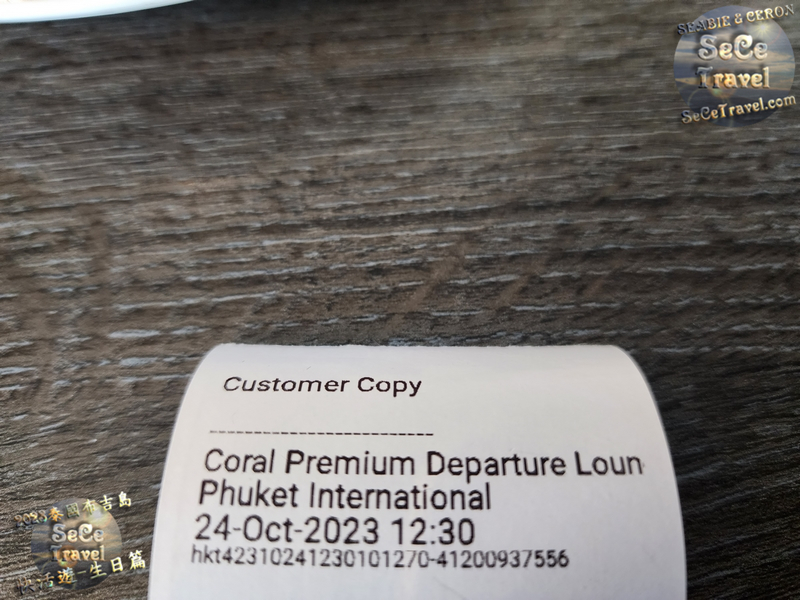 SEMBIE & CERON
SeCe
Travel
SeCeTravel.com
Customer Copy
------------------------
Coral Premium Departure Loun
Phuket International
24-Oct-2023 12:30
hkt42310241230101270-41200937556
2023泰國布吉島
SeCe
Travel
快活遊-生日篇